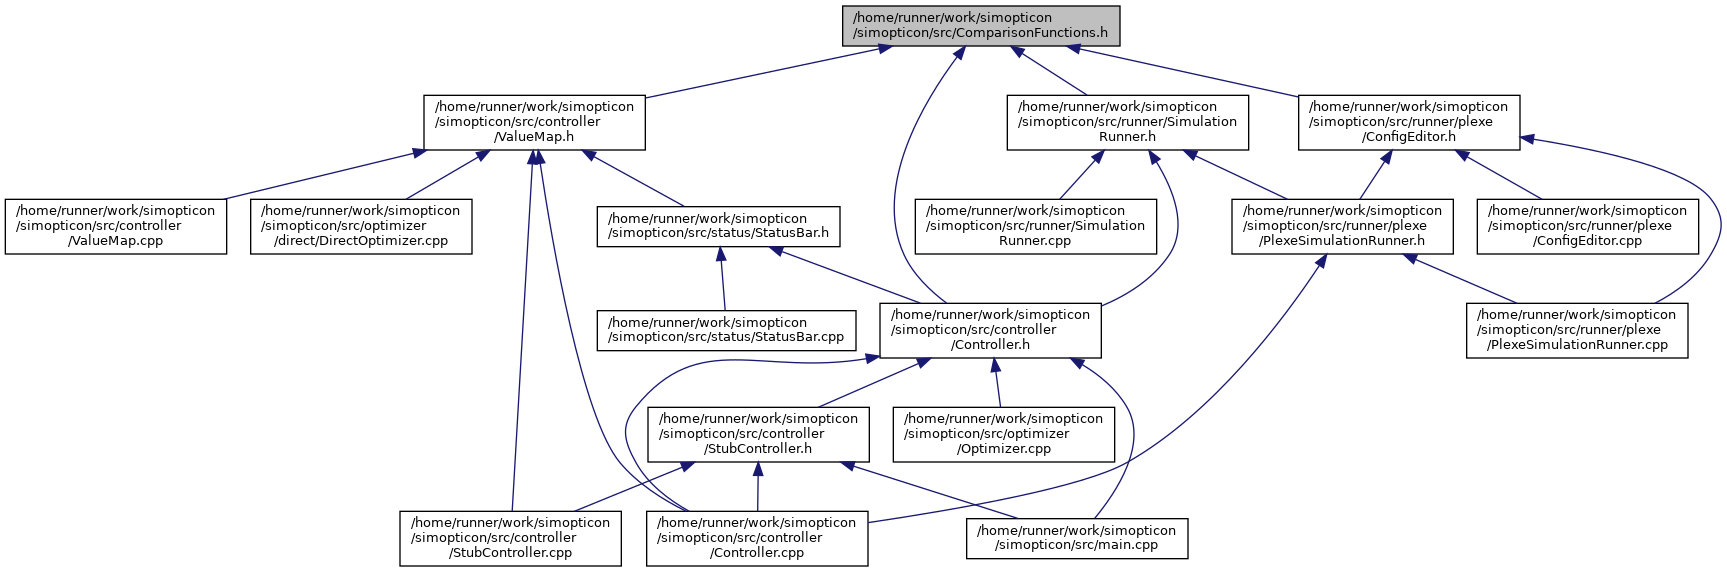 /home/runner/work/simopticon
/simopticon/src/ComparisonFunctions.h
/home/runner/work/simopticon
/simopticon/src/controller
/ValueMap.h
/home/runner/work/simopticon
/simopticon/src/runner/Simulation
Runner.h
/home/runner/work/simopticon
/simopticon/src/runner/plexe
/ConfigEditor.h
/home/runner/work/simopticon
/simopticon/src/controller
/ValueMap.cpp
/home/runner/work/simopticon
/simopticon/src/optimizer
/direct/DirectOptimizer.cpp
/home/runner/work/simopticon
/simopticon/src/status/StatusBar.h
/home/runner/work/simopticon
/simopticon/src/runner/Simulation
Runner.cpp
/home/runner/work/simopticon
/simopticon/src/runner/plexe
/PlexeSimulationRunner.h
/home/runner/work/simopticon
/simopticon/src/runner/plexe
/ConfigEditor.cpp
/home/runner/work/simopticon
/simopticon/src/status/StatusBar.cpp
/home/runner/work/simopticon
/simopticon/src/controller
/Controller.h
/home/runner/work/simopticon
/simopticon/src/runner/plexe
/PlexeSimulationRunner.cpp
/home/runner/work/simopticon
/simopticon/src/controller
/StubController.h
/home/runner/work/simopticon
/simopticon/src/optimizer
/Optimizer.cpp
/home/runner/work/simopticon
/simopticon/src/controller
/StubController.cpp
/home/runner/work/simopticon
/simopticon/src/controller
/Controller.cpp
/home/runner/work/simopticon
/simopticon/src/main.cpp